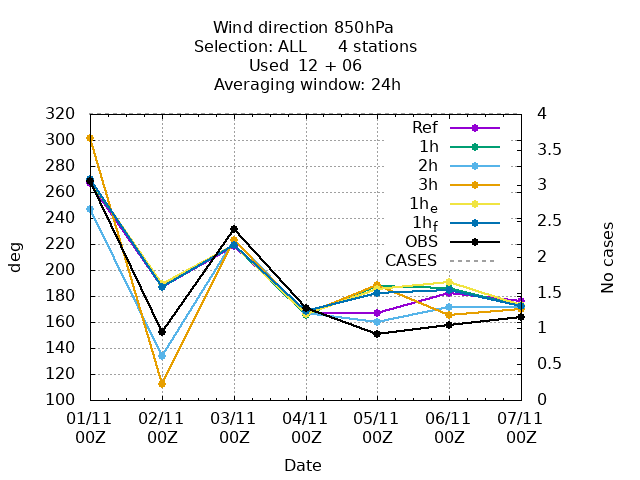 Wind direction 850hPa
Selection: ALL      4 stations
Used  12 + 06
Averaging window: 24h
320
300
280
260
240
220
200
180
160
140
120
100
deg
4
3.5
3
2.5
2
1.5
1
0.5
0
No cases
Ref
1h
2h
3h
1he
1hf
OBS
CASES
01/11 00Z
02/11 00Z
03/11 00Z
04/11 00Z
05/11 00Z
06/11 00Z
07/11 00Z
Date